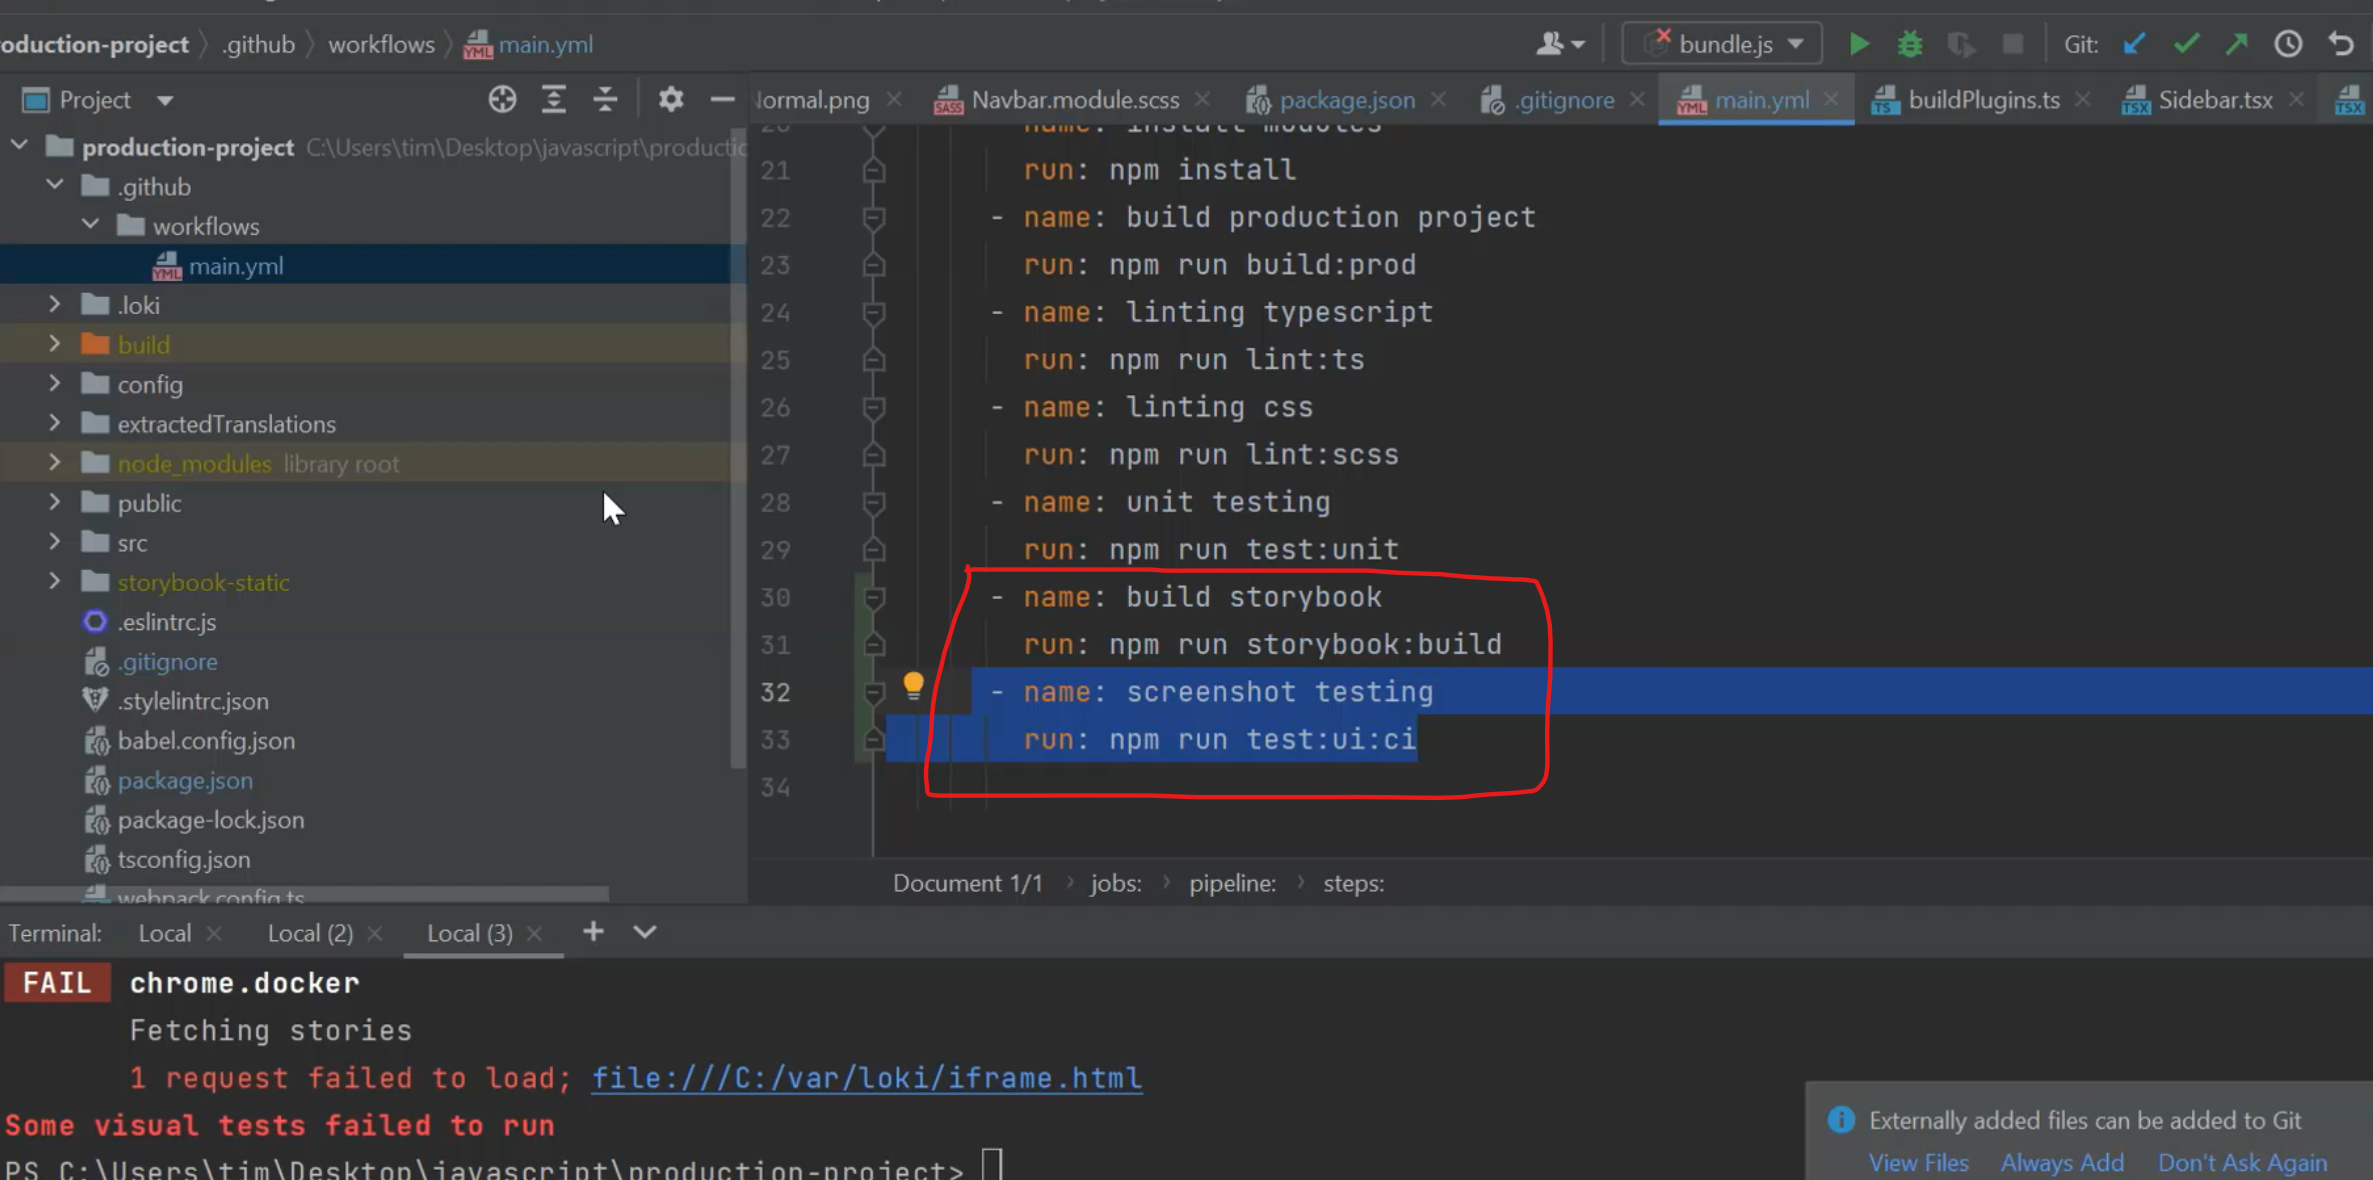 oduction-project 〉 .github 〉 workflows 〉 main.yml
bundle.js
Git:
Project
Normal.png
Navbar.module.scss
package.json
.gitignore
main.yml
buildPlugins.ts
Sidebar.tsx
production-project C:\Users\tim\Desktop\javascript\productic
.github
workflows
main.yml
.loki
build
config
extractedTranslations
node_modules library root
public
src
storybook-static
.eslintrc.js
.gitignore
.stylelintrc.json
babel.config.json
package.json
package-lock.json
tsconfig.json
webpack.config.ts
20 name: install modules
21 run: npm install
22 - name: build production project
23 run: npm run build:prod
24 - name: linting typescript
25 run: npm run lint:ts
26 - name: linting css
27 run: npm run lint:scss
28 - name: unit testing
29 run: npm run test:unit
30 - name: build storybook
31 run: npm run storybook:build
32 - name: screenshot testing
33 run: npm run test:ui:ci
34
Document 1/1 › jobs: › pipeline: › steps:
Terminal: Local Local (2) Local (3)
FAIL chrome.docker
Fetching stories
1 request failed to load; file:///C:/var/loki/iframe.html
Some visual tests failed to run
PS C:\Users\tim\Desktop\javascript\production-project>
Externally added files can be added to Git
View Files Always Add Don't Ask Again